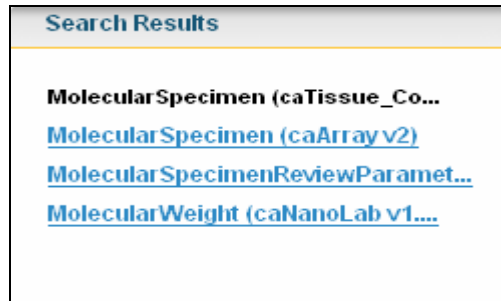 Search Results
MolecularSpecimen (caTissue_Co...
MolecularSpecimen (caArray v2)
MolecularSpecimenReviewParamet...
MolecularWeight (caNanoLab v1....